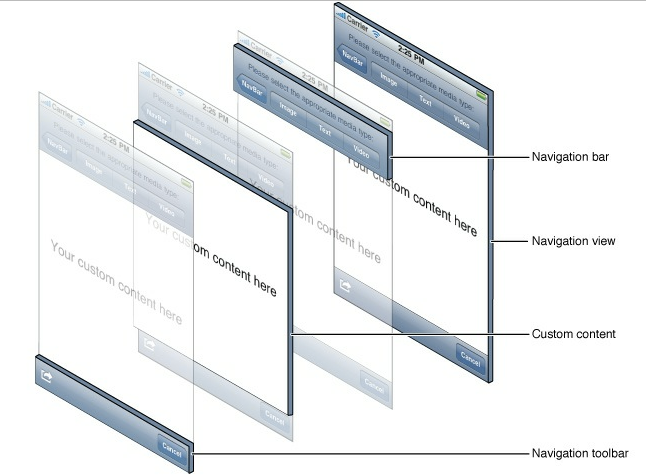 Carrier
2:25 PM
Please select the appropriate media type:
NavBar
Image
Text
Video
Your custom content here
Cancel
Carrier
2:25 PM
Please select the appropriate media type:
NavBar
Image
Text
Video
Your custom content here
Cancel
Carrier
2:25 PM
Please select the appropriate media type:
NavBar
Image
Text
Video
Your custom content here
Cancel
Carrier
2:25 PM
Please select the appropriate media type:
NavBar
Image
Text
Video
Your custom content here
Cancel
Navigation bar
Navigation view
Custom content
Navigation toolbar